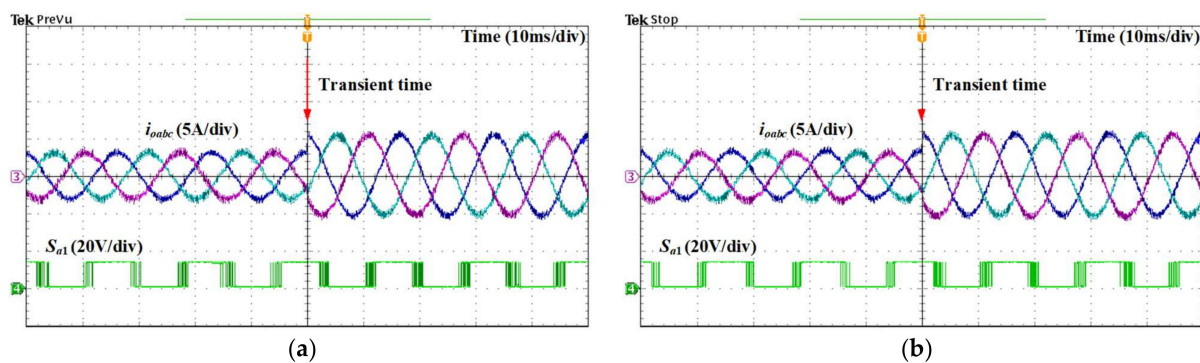 Tek PreVu
T
T
Time (10ms/div)
Transient time
ioabc (5A/div)
3
Sa1 (20V/div)
4
(a)
Tek Stop
T
T
Time (10ms/div)
Transient time
ioabc (5A/div)
3
Sa1 (20V/div)
4
(b)